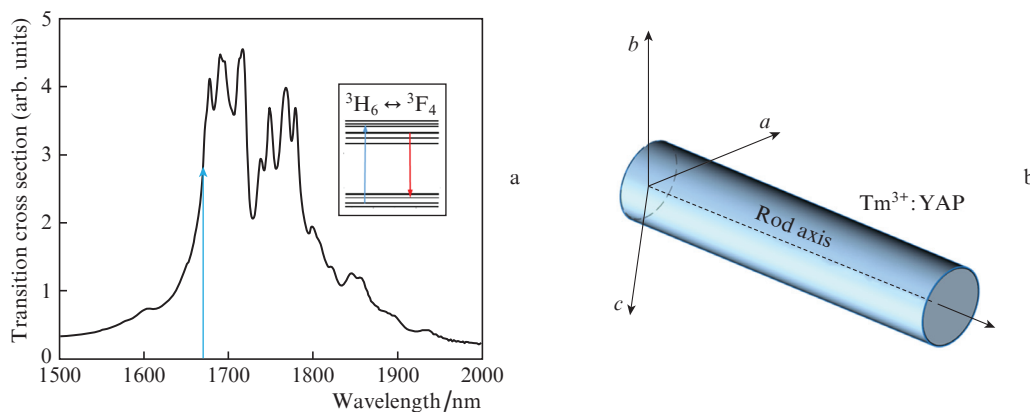 Transition cross section (arb. units)
5
4
3
2
1
0
1500
1600
1700
1800
1900
2000
Wavelength/nm
³H₆ ↔ ³F₄
a
b
a
c
Rod axis
Tm³⁺: YAP
b